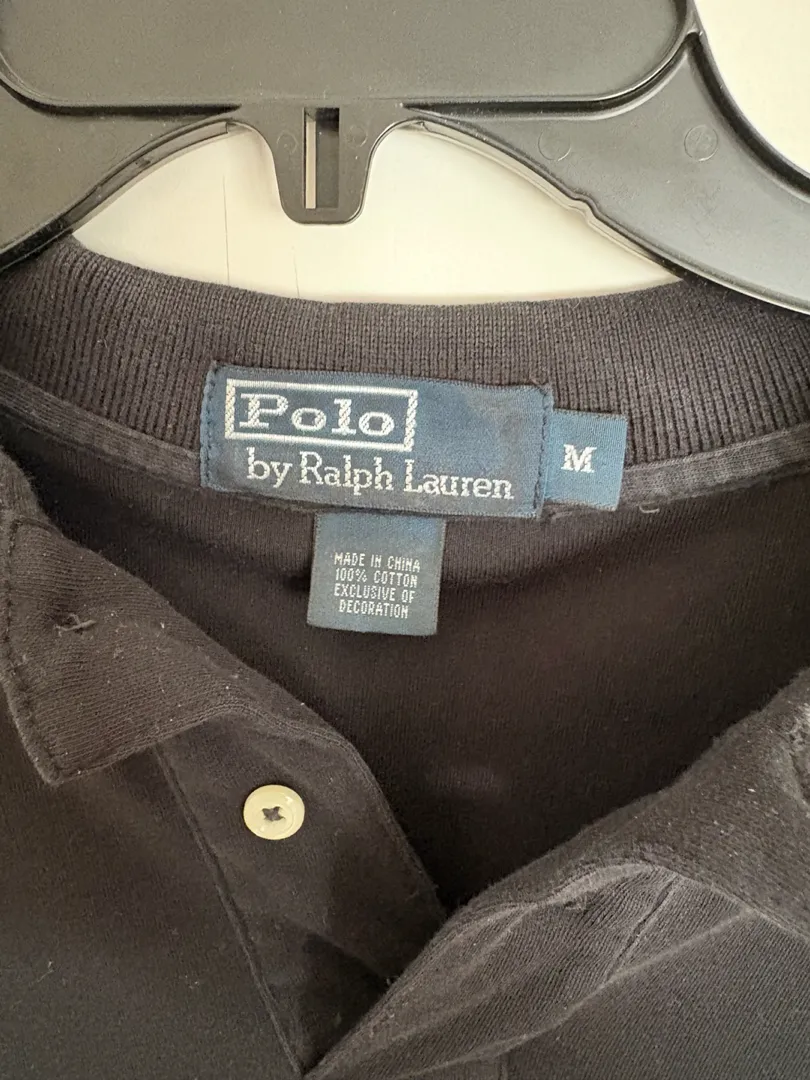 Polo
by Ralph Lauren
M
MADE IN CHINA
100% COTTON
EXCLUSIVE OF
DECORATION